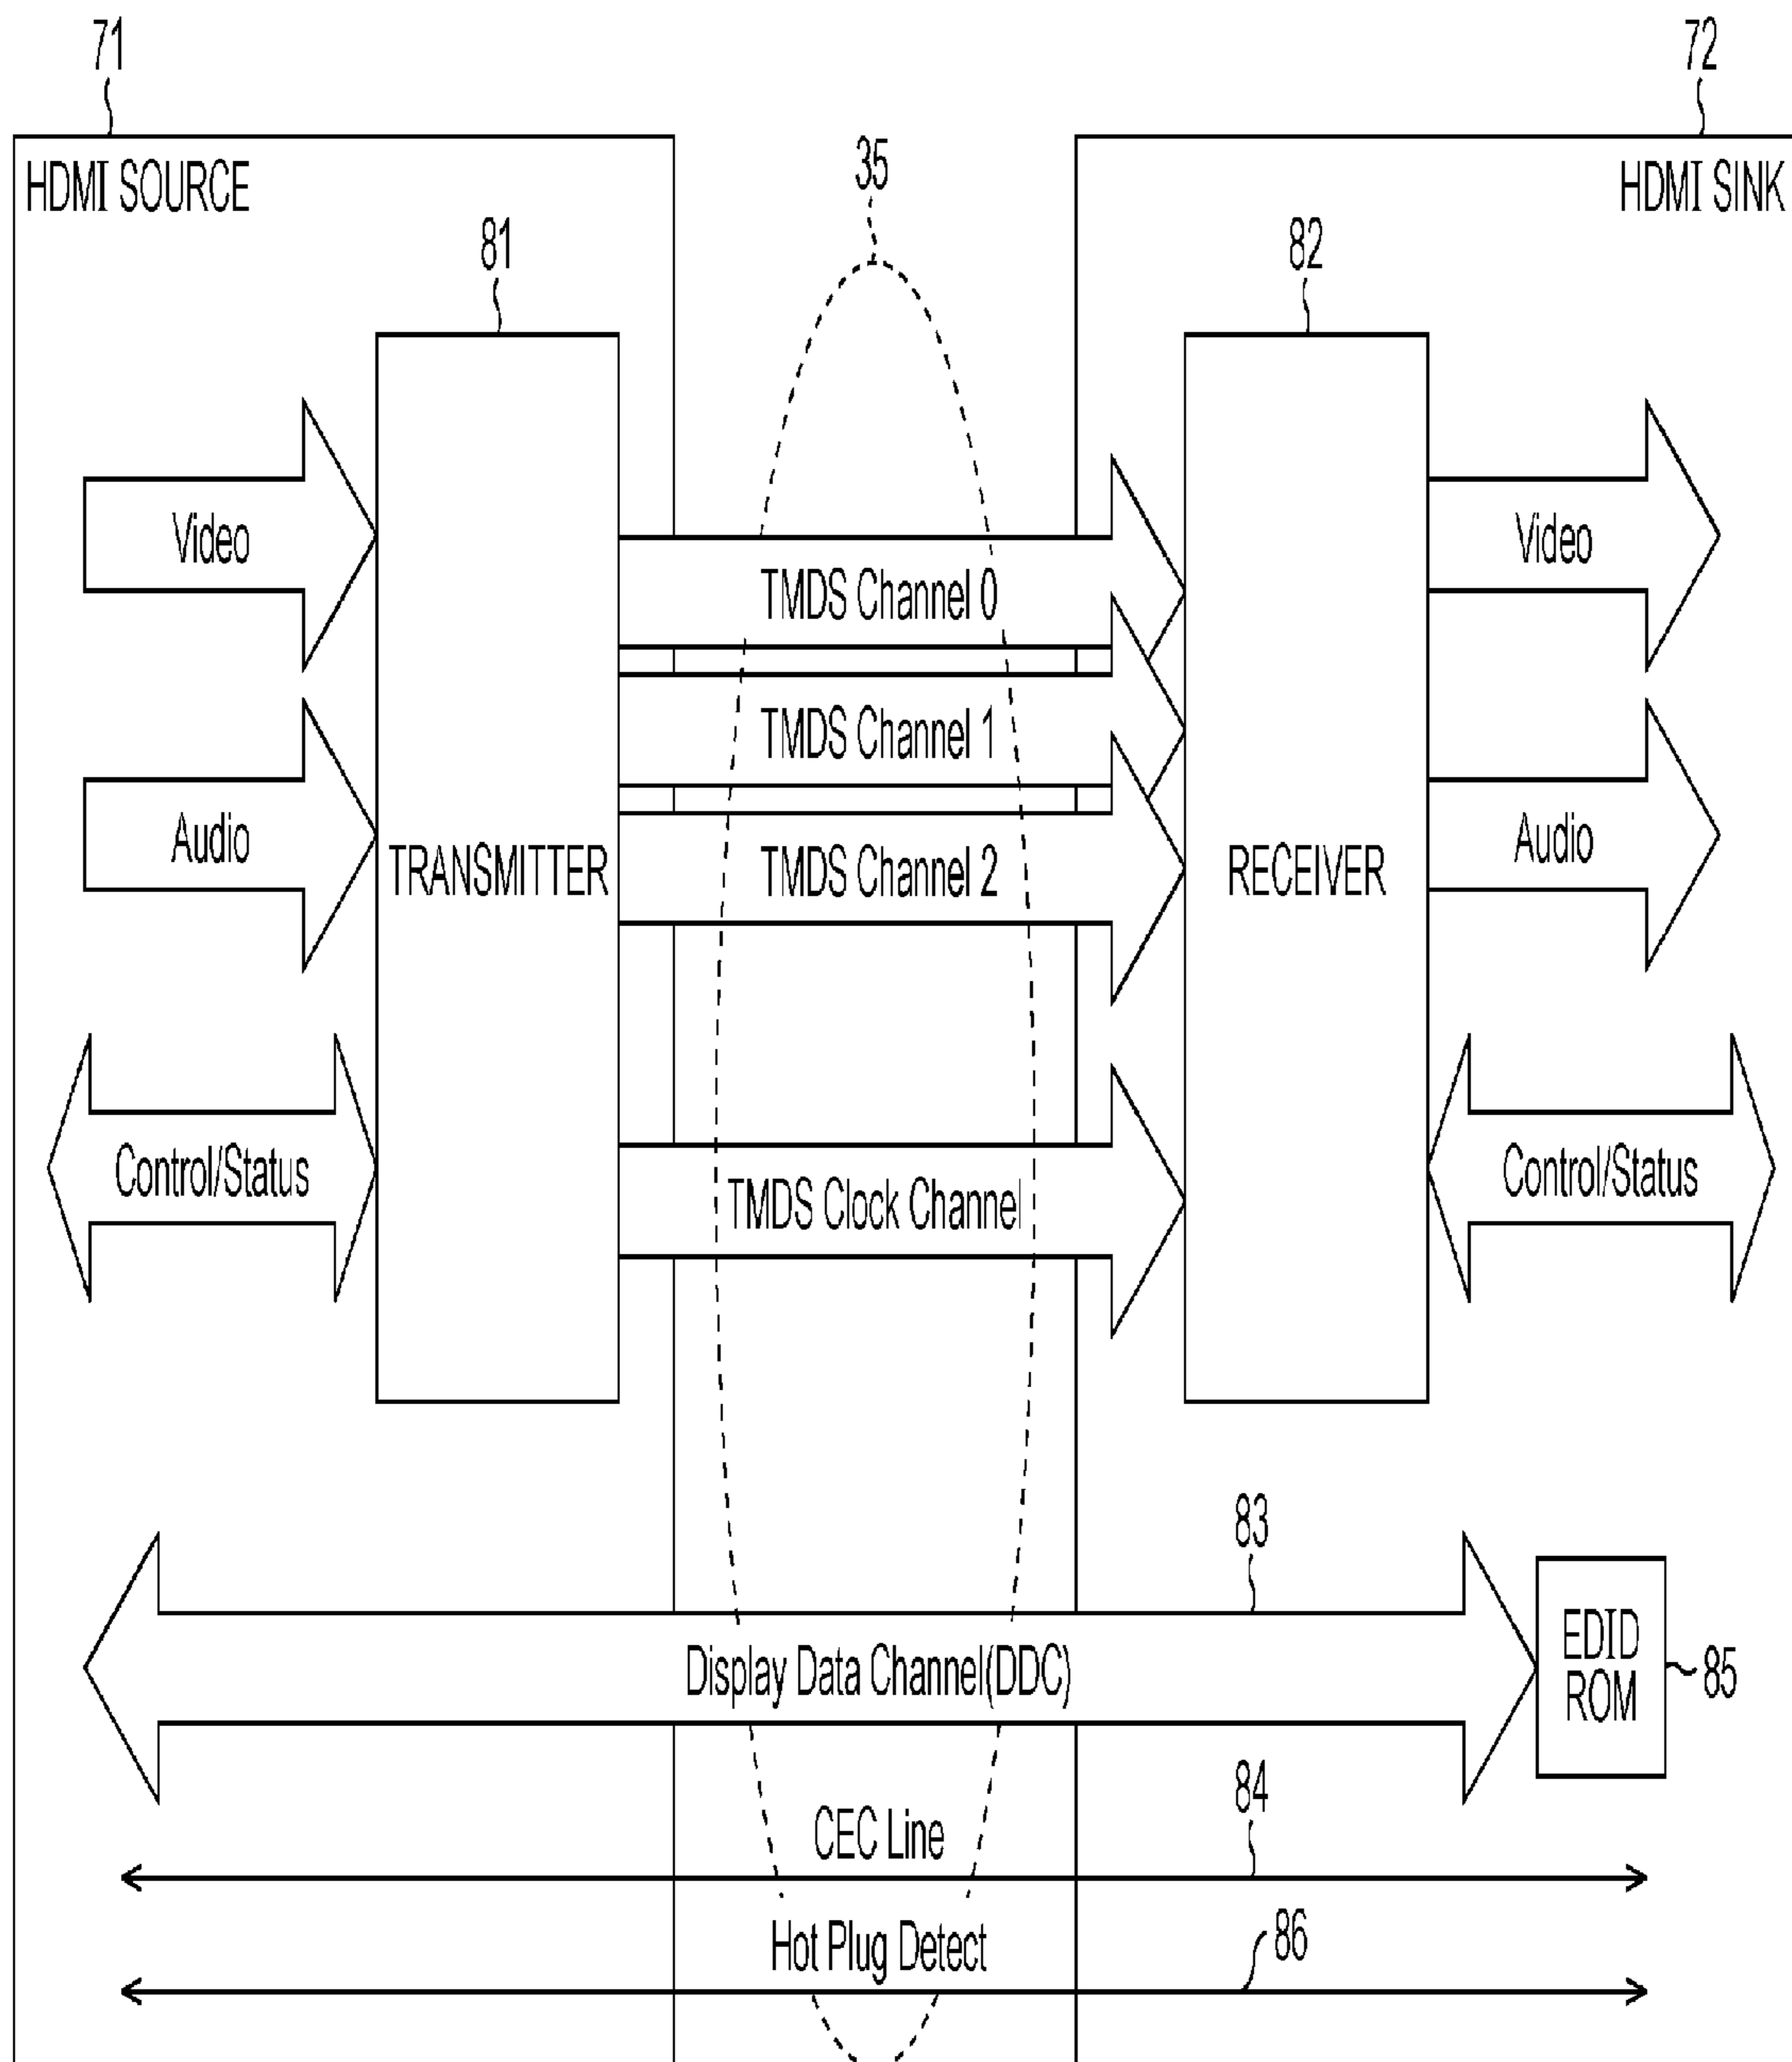 71
72
HDMI SOURCE
35
HDMI SINK
81
82
Video
TMDS Channel 0
Video
TMDS Channel 1
Audio
TRANSMITTER
TMDS Channel 2
RECEIVER
Audio
Control/Status
TMDS Clock Channel
Control/Status
83
Display Data Channel(DDC)
EDID
ROM
85
84
CEC Line
Hot Plug Detect
86